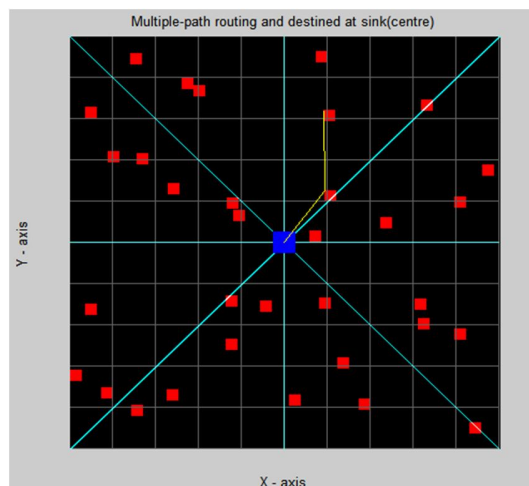 Multiple-path routing and destined at sink(centre)
Y - axis
X - axis